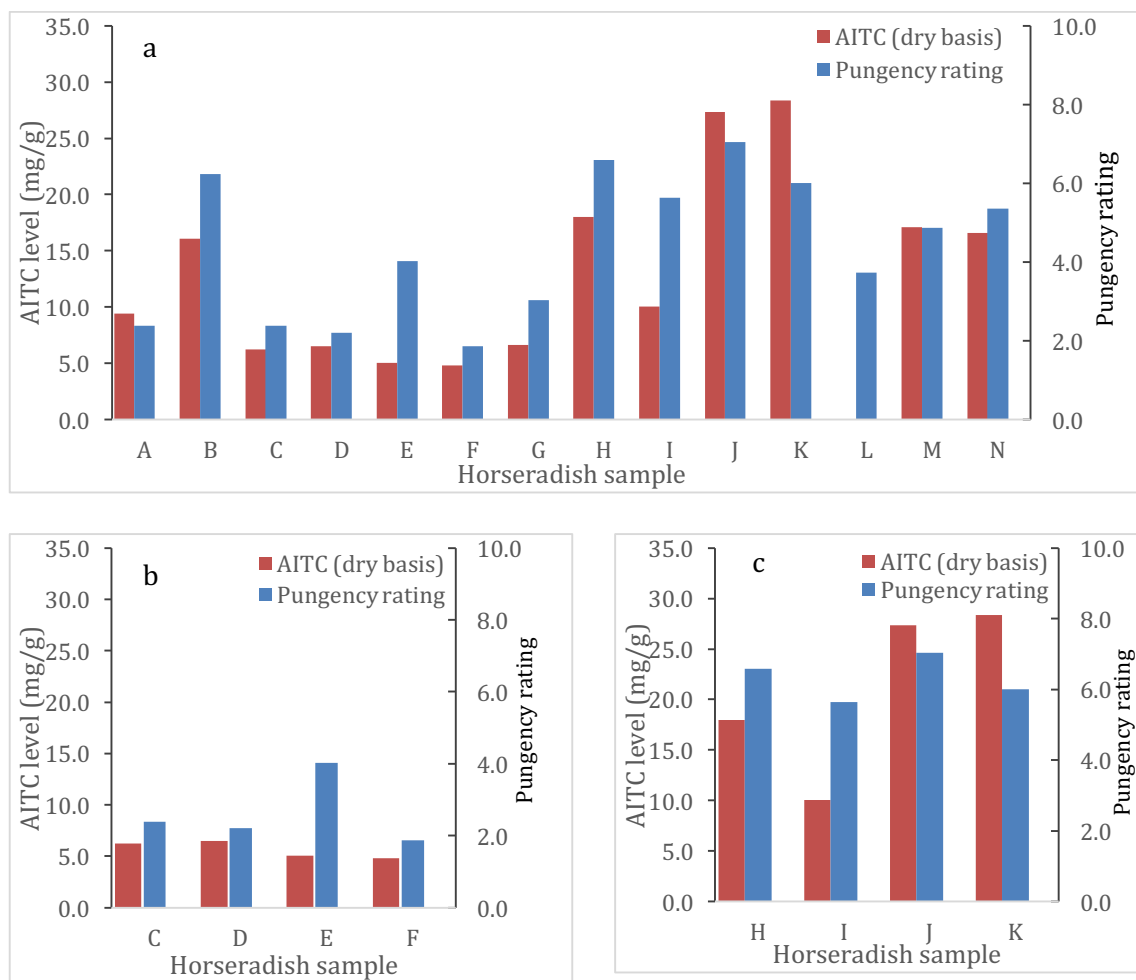 a
AITC (dry basis)
Pungency rating
AITC level (mg/g)
35.0
30.0
25.0
20.0
15.0
10.0
5.0
0.0
10.0
8.0
6.0
4.0
2.0
0.0
Pungency rating
A B C D E F G H I J K L M N
Horseradish sample
b
AITC (dry basis)
Pungency rating
AITC level (mg/g)
35.0
30.0
25.0
20.0
15.0
10.0
5.0
0.0
10.0
8.0
6.0
4.0
2.0
0.0
Pungency rating
C D E F
Horseradish sample
c
AITC (dry basis)
Pungency rating
AITC level (mg/g)
35.0
30.0
25.0
20.0
15.0
10.0
5.0
0.0
10.0
8.0
6.0
4.0
2.0
0.0
Pungency rating
H I J K
Horseradish sample